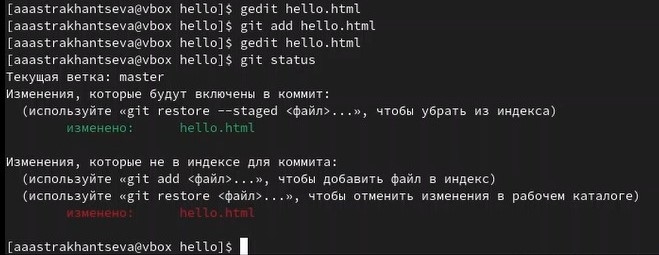 [aaastrakhantseva@vbox hello]$ gedit hello.html
[aaastrakhantseva@vbox hello]$ git add hello.html
[aaastrakhantseva@vbox hello]$ gedit hello.html
[aaastrakhantseva@vbox hello]$ git status
Текущая ветка: master
Изменения, которые будут включены в коммит:
  (используйте «git restore --staged <файл>...», чтобы убрать из индекса)
        изменено:      hello.html

Изменения, которые не в индексе для коммита:
  (используйте «git add <файл>...», чтобы добавить файл в индекс)
  (используйте «git restore <файл>...», чтобы отменить изменения в рабочем каталоге)
        изменено:      hello.html

[aaastrakhantseva@vbox hello]$